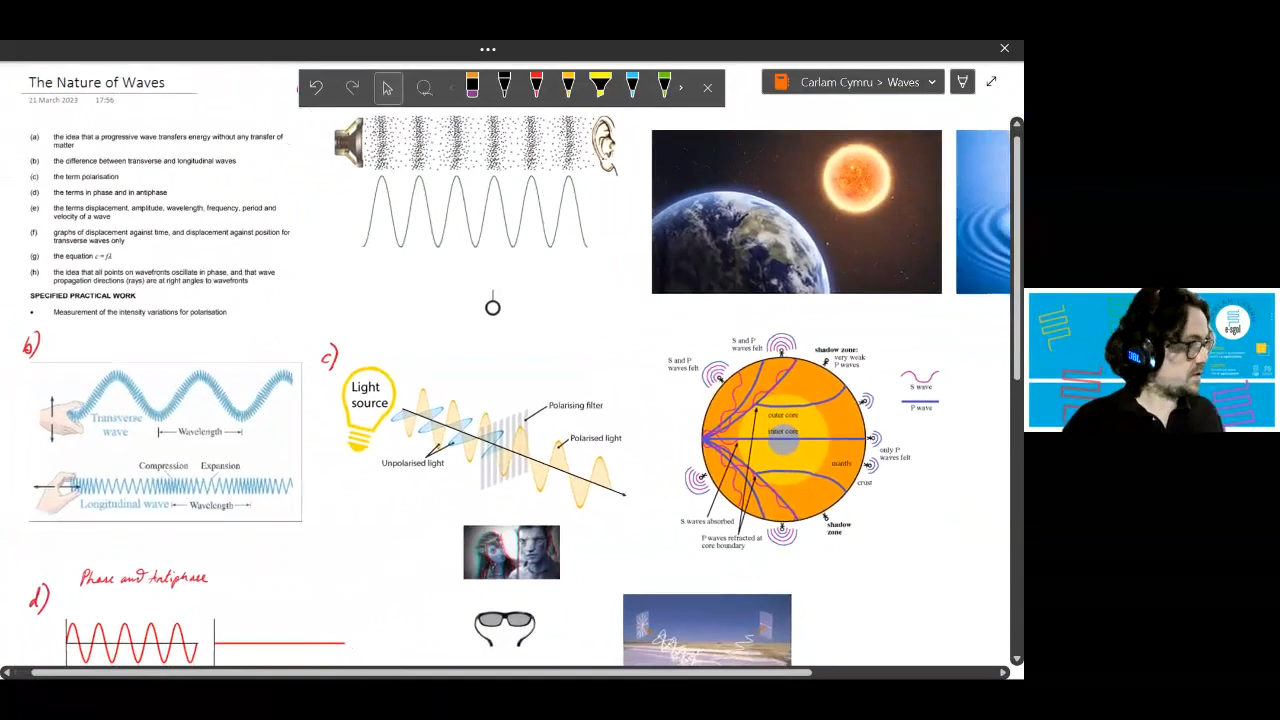 The Nature of Waves
21 March 2023 17:56
Carlam Cymru > Waves
(a) the idea that a progressive wave transfers energy without any transfer of
matter
(b) the difference between transverse and longitudinal waves
(c) the term polarisation
(d) the terms in phase and in antiphase
(e) the terms displacement, amplitude, wavelength, frequency, period and
velocity of a wave
(f) graphs of displacement against time, and displacement against position for
transverse waves only
(g) the equation c = fλ
(h) the idea that all points on wavefronts oscillate in phase, and that wave
propagation directions (rays) are at right angles to wavefronts
SPECIFIED PRACTICAL WORK
• Measurement of the intensity variations for polarisation
b)
Transverse
wave
Wavelength
Compression Expansion
Longitudinal wave
Wavelength
c)
Light
source
Polarising filter
Polarised light
Unpolarised light
S and P
waves felt
S and P
waves felt
shadow zone:
very weak
P waves
S wave
P wave
outer core
inner core
only P
waves felt
mantle
crust
S waves absorbed
P waves refracted at
core boundary
shadow
zone
Phase and Antiphase
d)
e-sgol